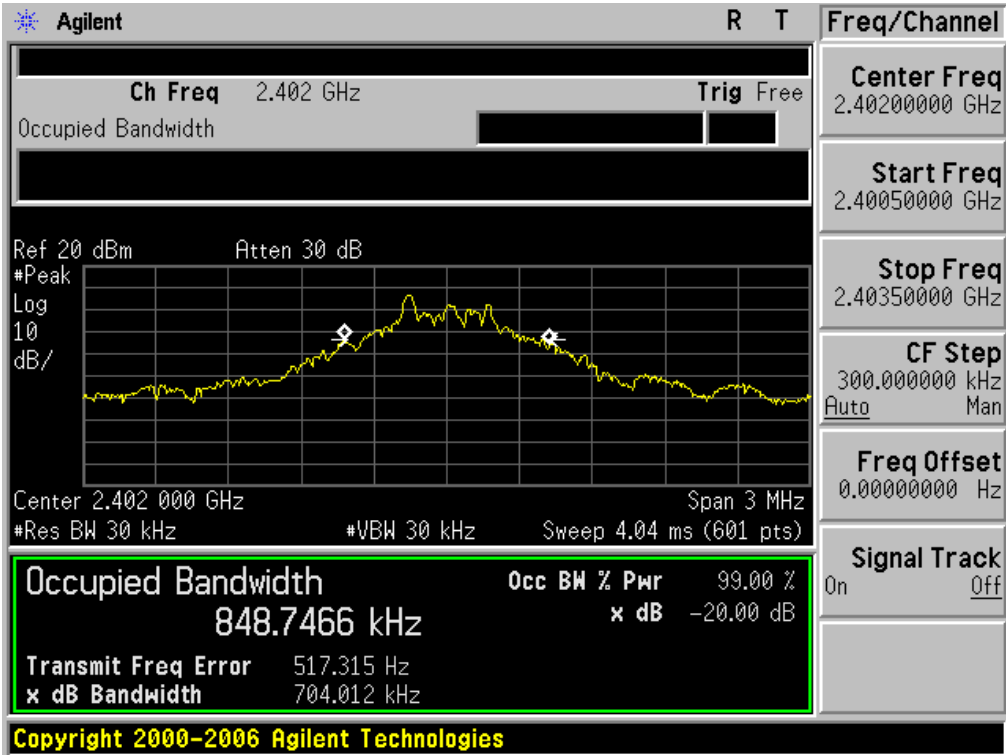 Agilent
R T
Freq/Channel
Ch Freq 2.402 GHz
Trig Free
Occupied Bandwidth
Ref 20 dBm
Atten 30 dB
#Peak
Log
10
dB/
Center 2.402 000 GHz
Span 3 MHz
#Res BW 30 kHz
#VBW 30 kHz
Sweep 4.04 ms (601 pts)
Occupied Bandwidth
848.7466 kHz
Occ BW % Pwr 99.00 %
x dB -20.00 dB
Transmit Freq Error 517.315 Hz
x dB Bandwidth 704.012 kHz
Center Freq
2.40200000 GHz
Start Freq
2.40050000 GHz
Stop Freq
2.40350000 GHz
CF Step
300.000000 kHz
Auto Man
Freq Offset
0.00000000 Hz
Signal Track
On Off
Copyright 2000-2006 Agilent Technologies